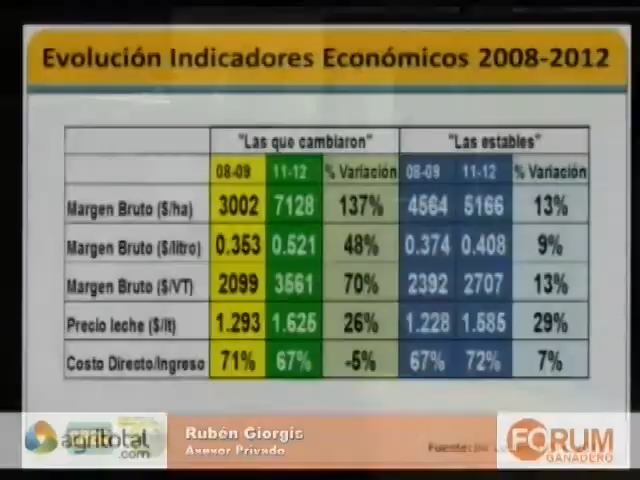 Evolución Indicadores Económicos 2008-2012
"Las que cambiaron" "Las estables"
08-09 11-12 % Variación 08-09 11-12 % Variación
Margen Bruto ($/ha) 3002 7128 137% 4564 5166 13%
Margen Bruto ($/litro) 0.353 0.521 48% 0.374 0.408 9%
Margen Bruto ($/VT) 2099 3561 70% 2392 2707 13%
Precio leche ($/lt) 1.293 1.625 26% 1.228 1.585 29%
Costo Directo/Ingreso 71% 67% -5% 67% 72% 7%
agritotal
.com
Rubén Giorgis
Asesor Privado
Fuente:
FORUM
GANADERO